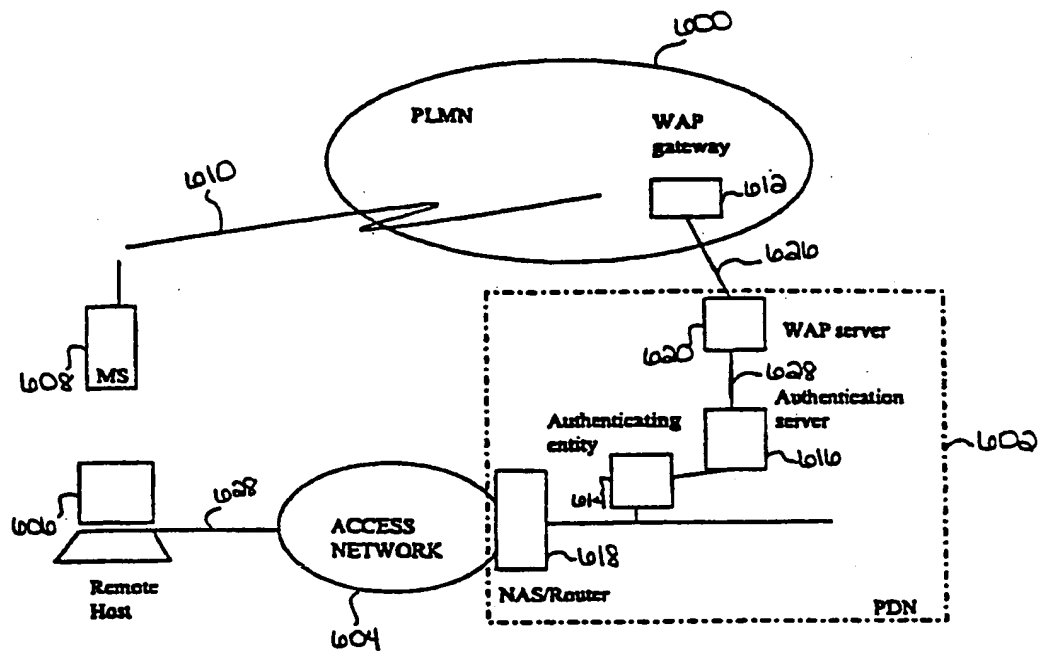 600
PLMN
WAP
gateway
610
612
626
WAP server
620
608
MS
628
Authentication
server
Authenticating
entity
602
616
614
606
628
ACCESS
NETWORK
618
Remote
Host
NAS/Router
PDN
604